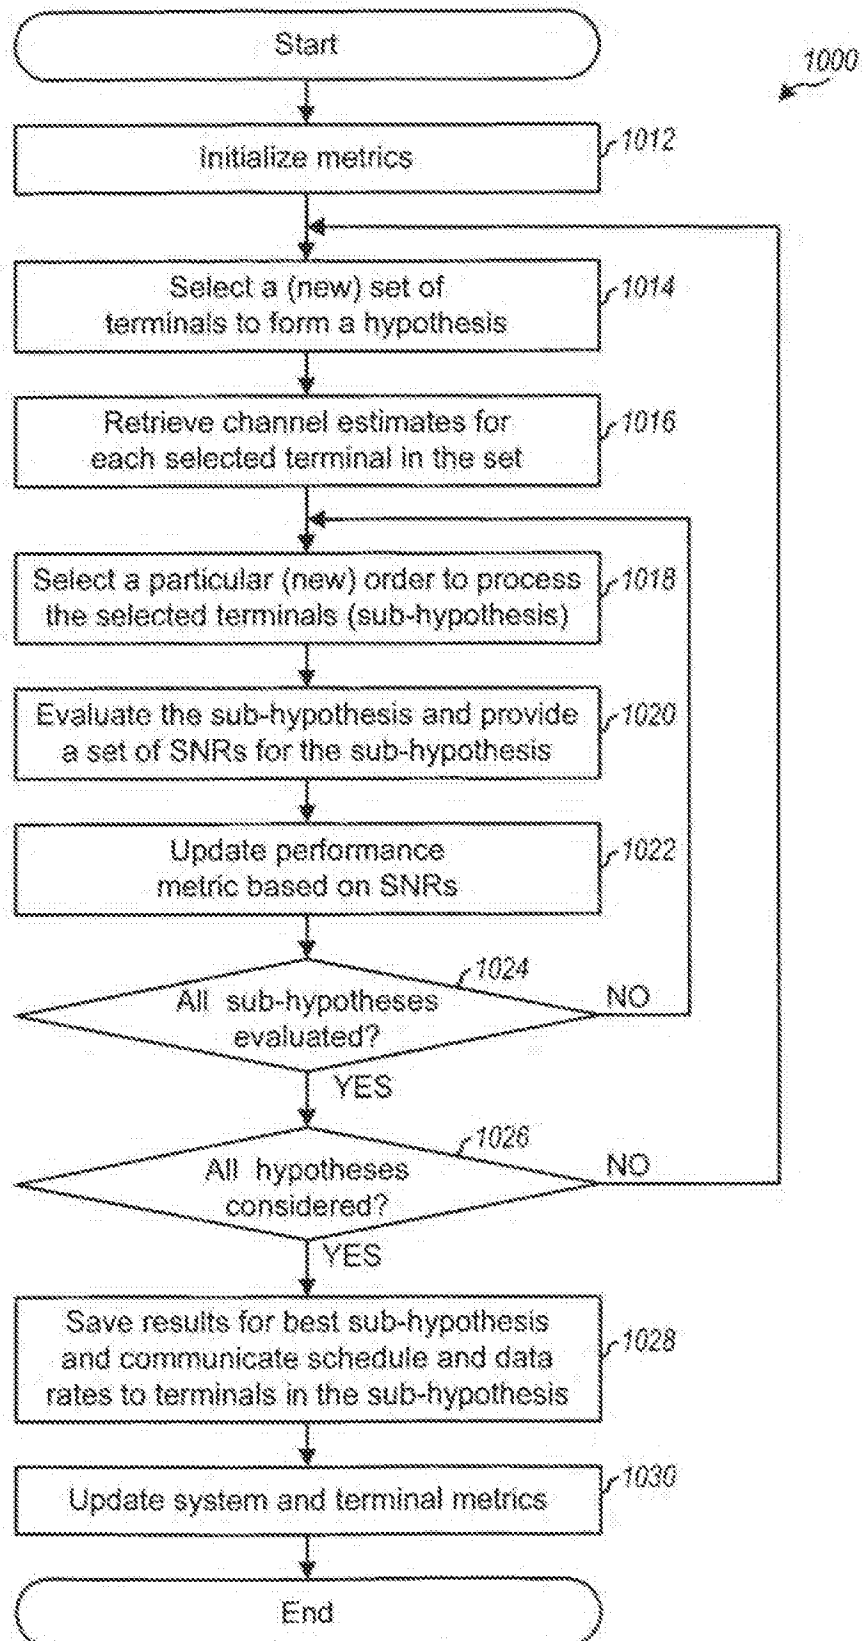 Start
1000
Initialize metrics
1012
Select a (new) set of
terminals to form a hypothesis
1014
Retrieve channel estimates for
each selected terminal in the set
1016
Select a particular (new) order to process
the selected terminals (sub-hypothesis)
1018
Evaluate the sub-hypothesis and provide
a set of SNRs for the sub-hypothesis
1020
Update performance
metric based on SNRs
1022
All sub-hypotheses
evaluated?
1024
NO
YES
All hypotheses
considered?
1026
NO
YES
Save results for best sub-hypothesis
and communicate schedule and data
rates to terminals in the sub-hypothesis
1028
Update system and terminal metrics
1030
End